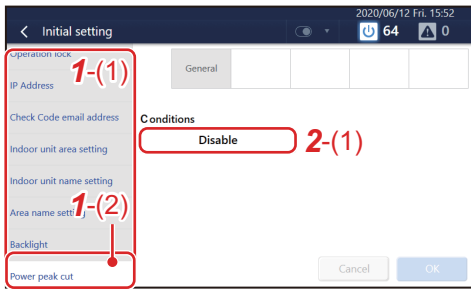 2020/06/12 Fri. 15:52
Initial setting
64
0
Operation lock
1-(1)
General
IP Address
Check Code email address
Conditions
Disable
2-(1)
Indoor unit area setting
Indoor unit name setting
Area name setting
1-(2)
Backlight
Power peak cut
Cancel
OK